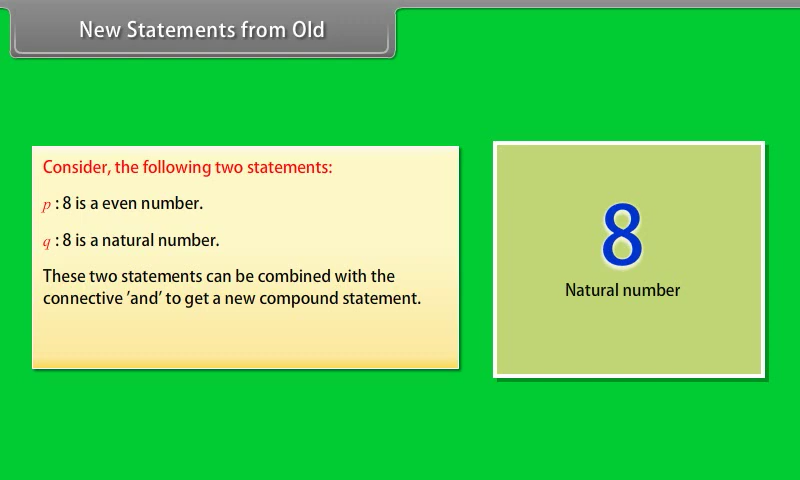 New Statements from Old
Consider, the following two statements:
p : 8 is a even number.
q : 8 is a natural number.
These two statements can be combined with the
connective 'and' to get a new compound statement.
8
Natural number